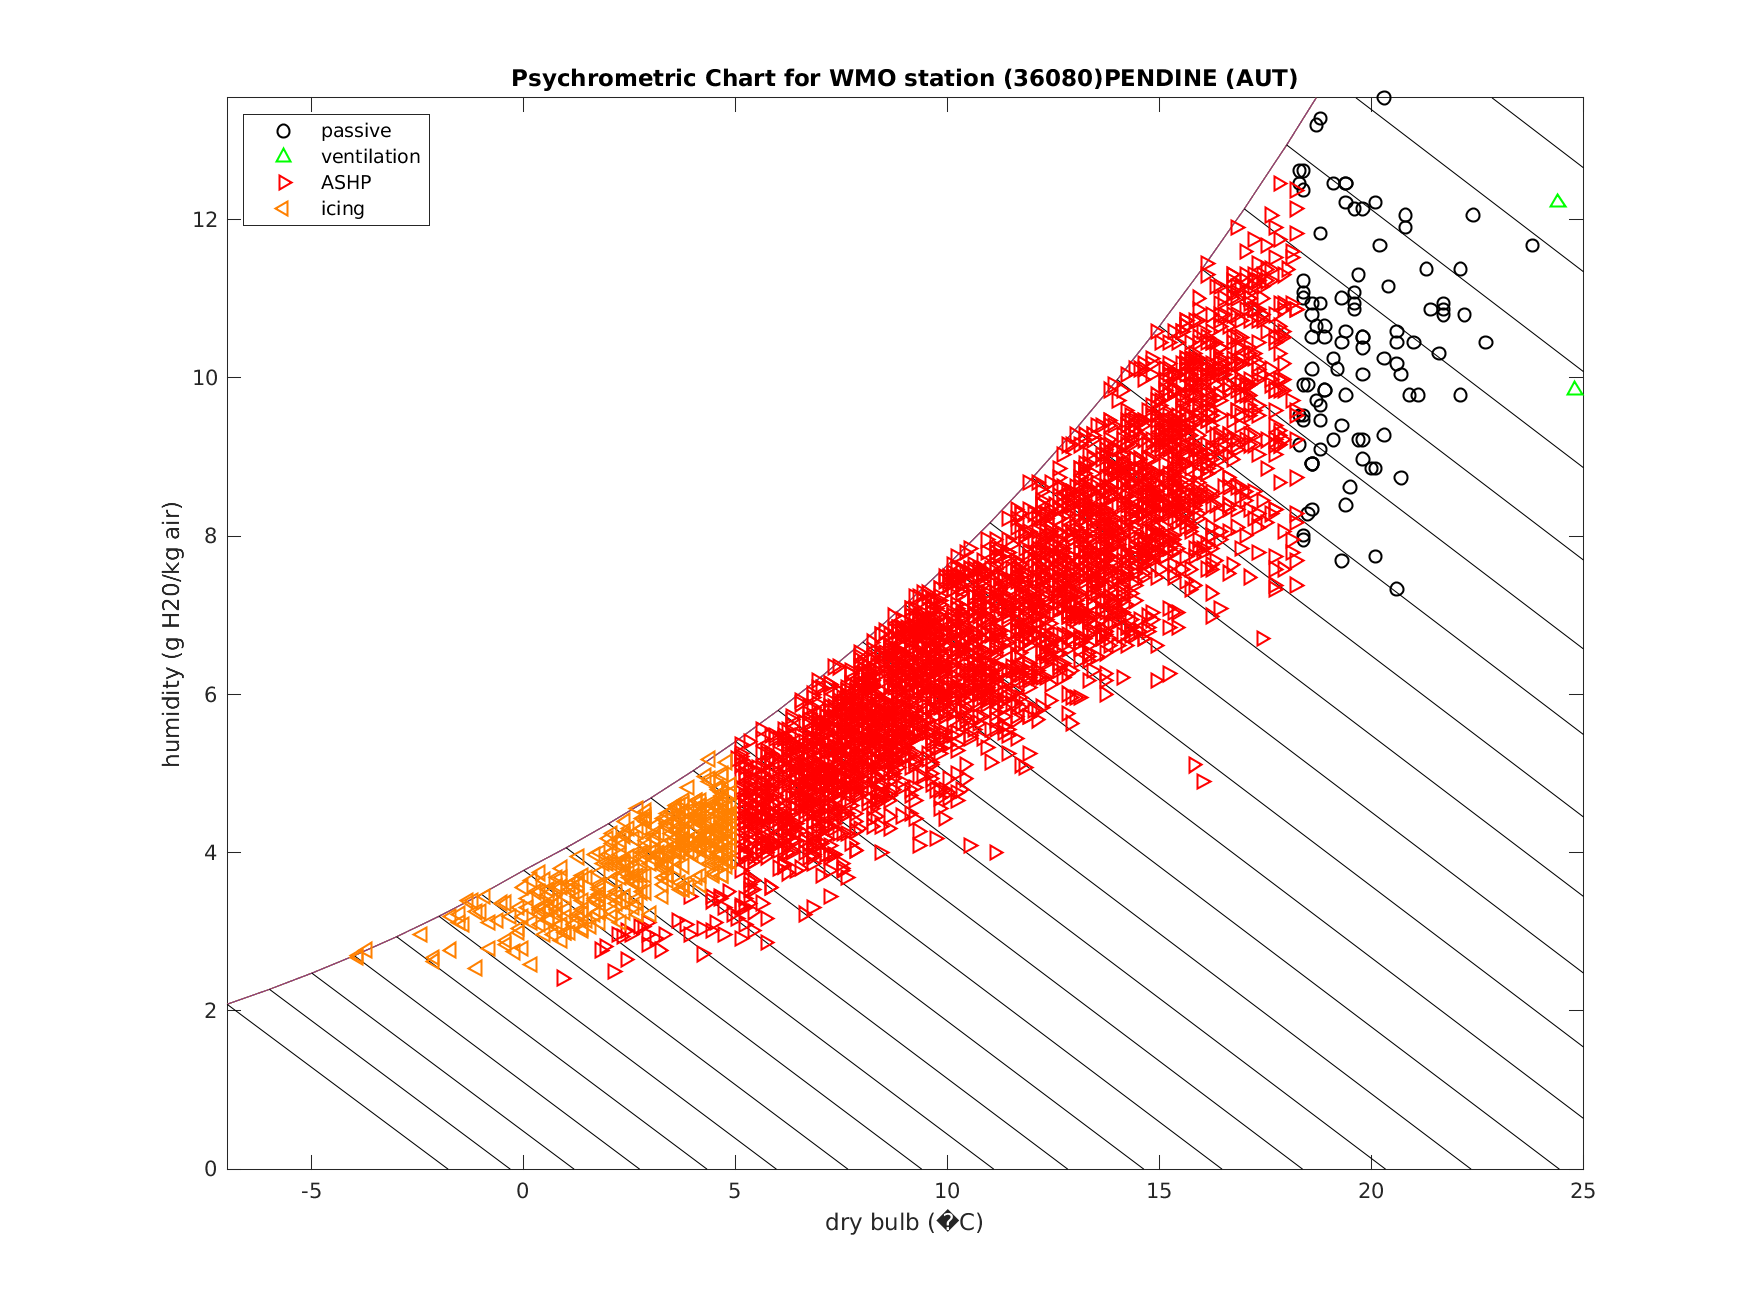 Psychrometric Chart for WMO station (36080)PENDINE (AUT)
passive
ventilation
ASHP
icing
humidity (g H20/kg air)
12
10
8
6
4
2
0
-5 0 5 10 15 20 25
dry bulb (�C)